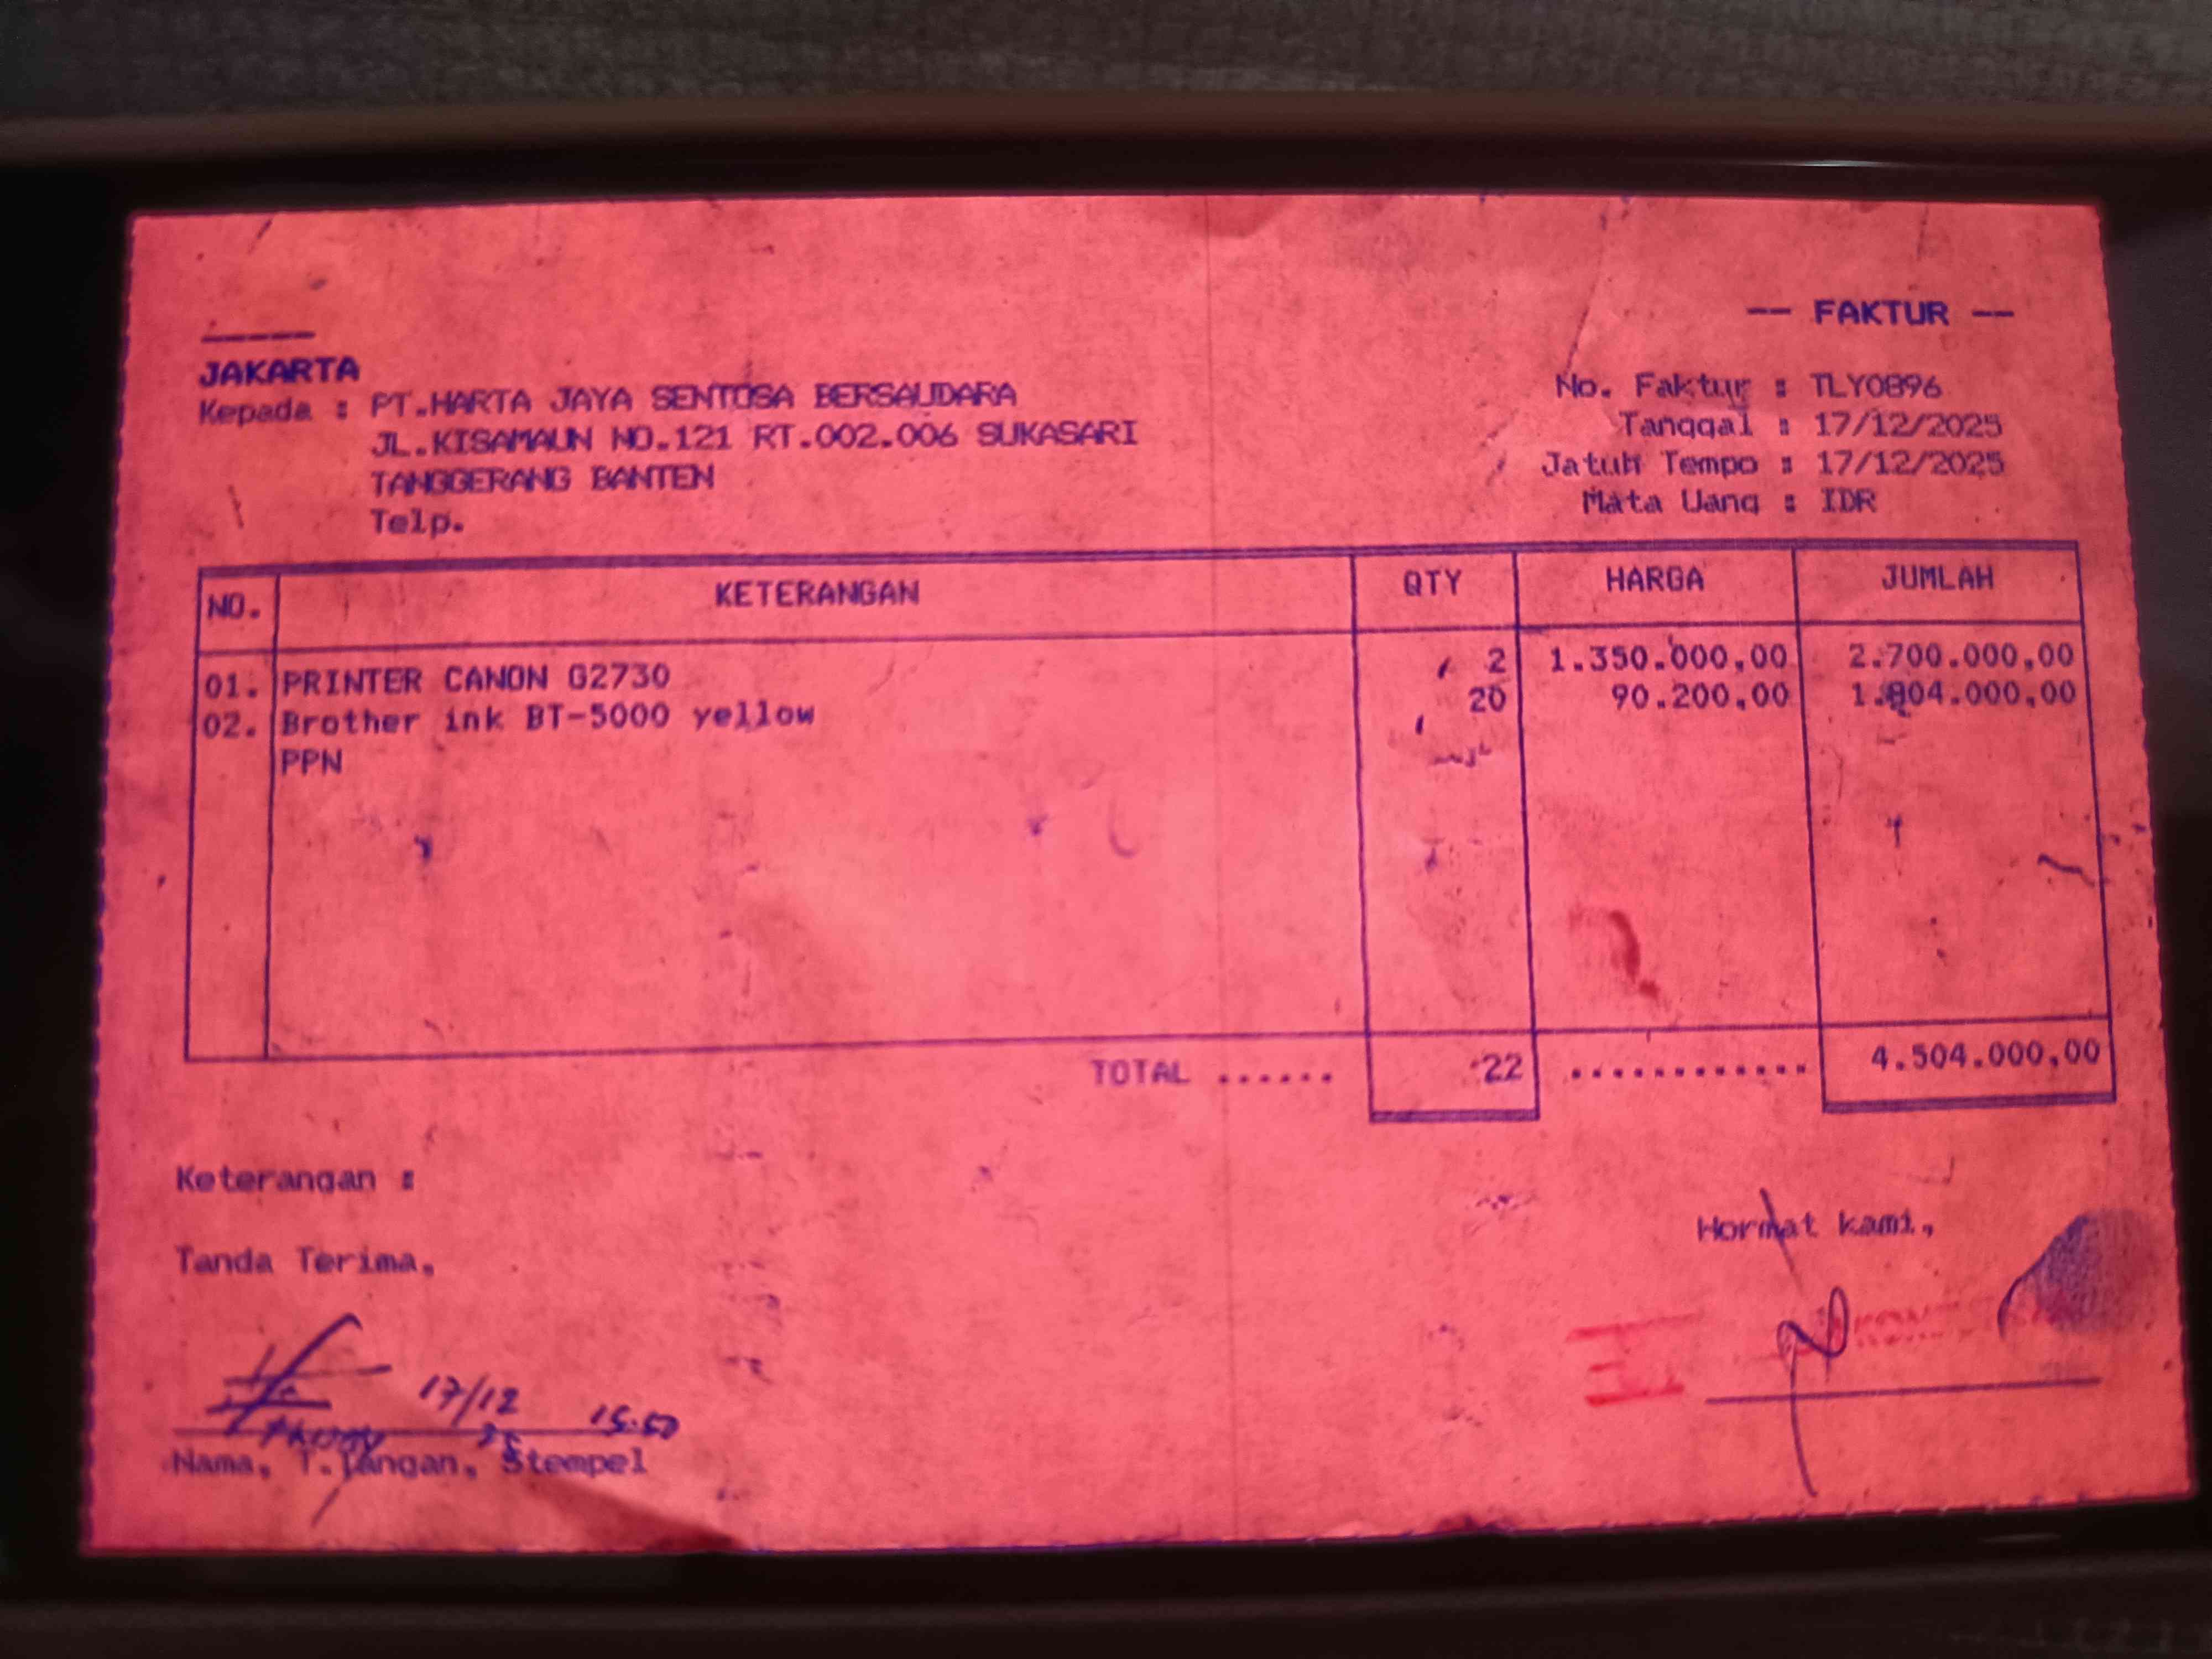 -- FAKTUR --
JAKARTA
Kepada : PT.HARTA JAYA SENTOSA BERSAUDARA
JL.KISAMAUN NO.121 RT.002.006 SUKASARI
TANGGERANG BANTEN
Telp.
No. Faktur : TLY0896
Tanggal : 17/12/2025
Jatuh Tempo : 17/12/2025
Mata Uang : IDR
NO. KETERANGAN QTY HARGA JUMLAH
01. PRINTER CANON G2730 2 1.350.000,00 2.700.000,00
02. Brother ink BT-5000 yellow 20 90.200,00 1.804.000,00
PPN
TOTAL ...... 22 ............ 4.504.000,00
Keterangan :
Tanda Terima,
Hormat kami,
17/12 15.50
25
Nama, T.Tangan, Stempel